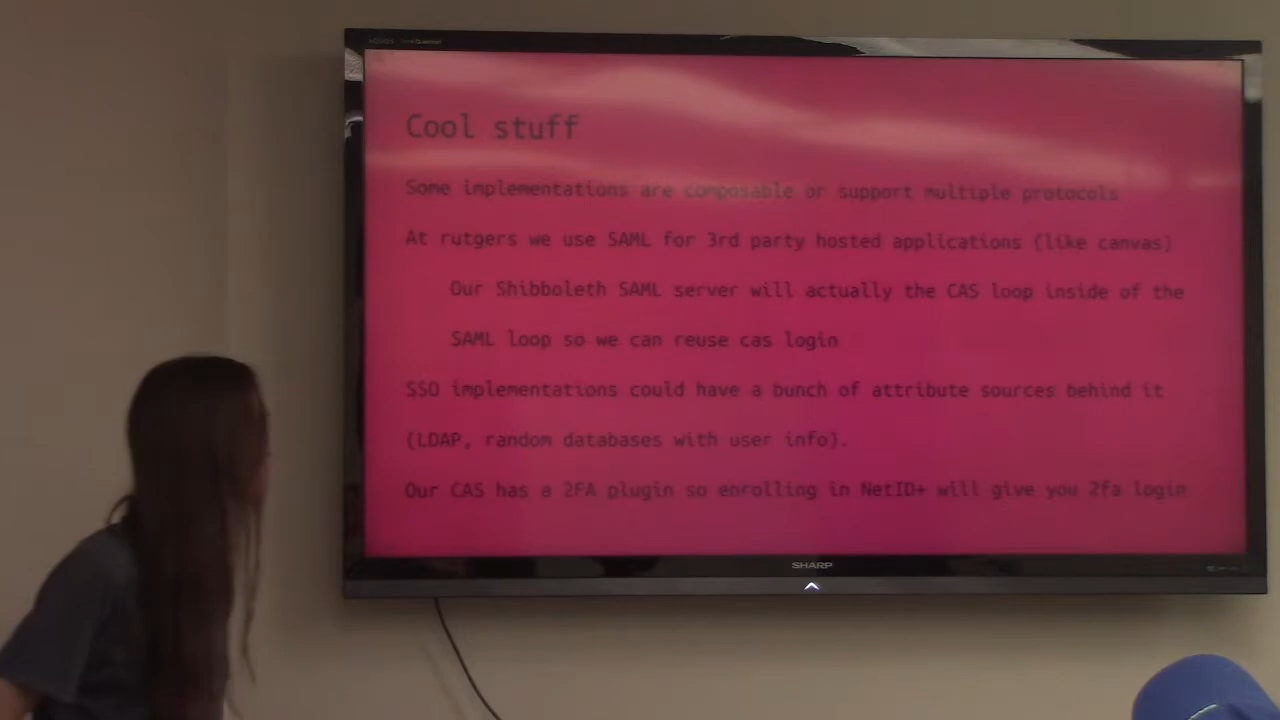 Cool stuff
Some implementations are composable or support multiple protocols
At rutgers we use SAML for 3rd party hosted applications (like canvas)
Our Shibboleth SAML server will actually the CAS loop inside of the
SAML loop so we can reuse cas login
SSO implementations could have a bunch of attribute sources behind it
(LDAP, random databases with user info).
Our CAS has a 2FA plugin so enrolling in NetID+ will give you 2fa login
SHARP